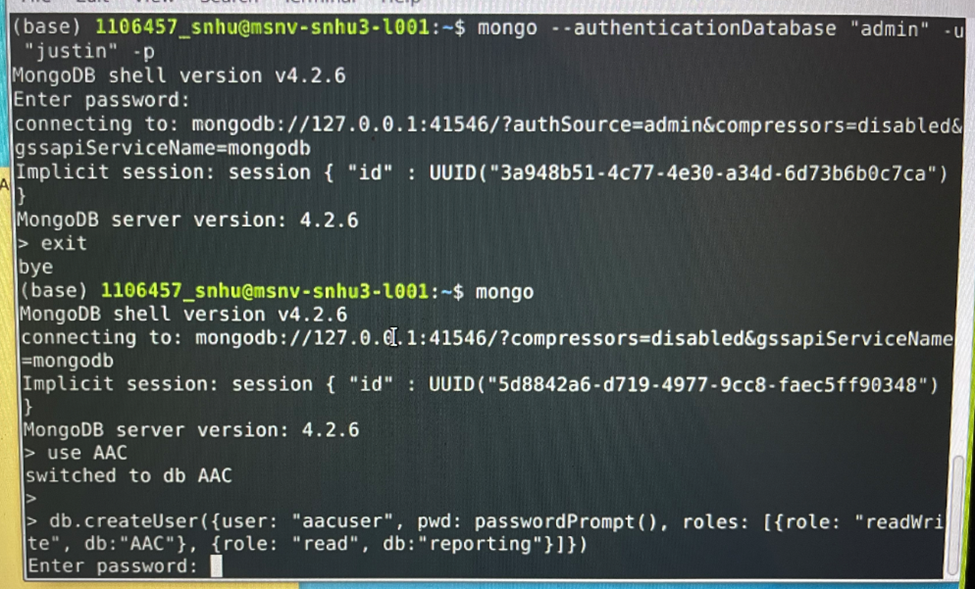 (base) 1106457_snhu@msnv-snhu3-l001:~$ mongo --authenticationDatabase "admin" -u
"justin" -p
MongoDB shell version v4.2.6
Enter password:
connecting to: mongodb://127.0.0.1:41546/?authSource=admin&compressors=disabled&
gssapiServiceName=mongodb
Implicit session: session { "id" : UUID("3a948b51-4c77-4e30-a34d-6d73b6b0c7ca")
}
MongoDB server version: 4.2.6
> exit
bye
(base) 1106457_snhu@msnv-snhu3-l001:~$ mongo
MongoDB shell version v4.2.6
connecting to: mongodb://127.0.0.1:41546/?compressors=disabled&gssapiServiceName
=mongodb
Implicit session: session { "id" : UUID("5d8842a6-d719-4977-9cc8-faec5ff90348")
}
MongoDB server version: 4.2.6
> use AAC
switched to db AAC
>
> db.createUser({user: "aacuser", pwd: passwordPrompt(), roles: [{role: "readWri
te", db:"AAC"}, {role: "read", db:"reporting"}]})
Enter password: